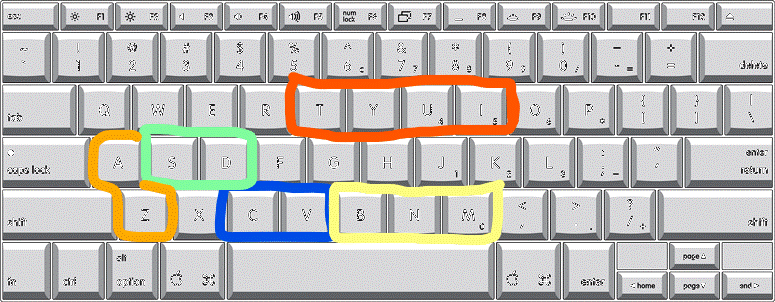 esc F1 F2 F3 F4 F5 F6 num lock F7 F8 F9 F10 F11 F12
~ ! @ # $ % ^ & * ( ) — +
` 1 2 3 4 5 6 7 8 9 0 - = delete
tab Q W E R T Y U I O P { [ } ] | \
caps lock A S D F G H J K L : ; " ' enter return
shift Z X C V B N M < , > . ? / shift
fn ctrl alt option ⌘ ⌘ enter page ▲
◂ home page ▾ end ▸